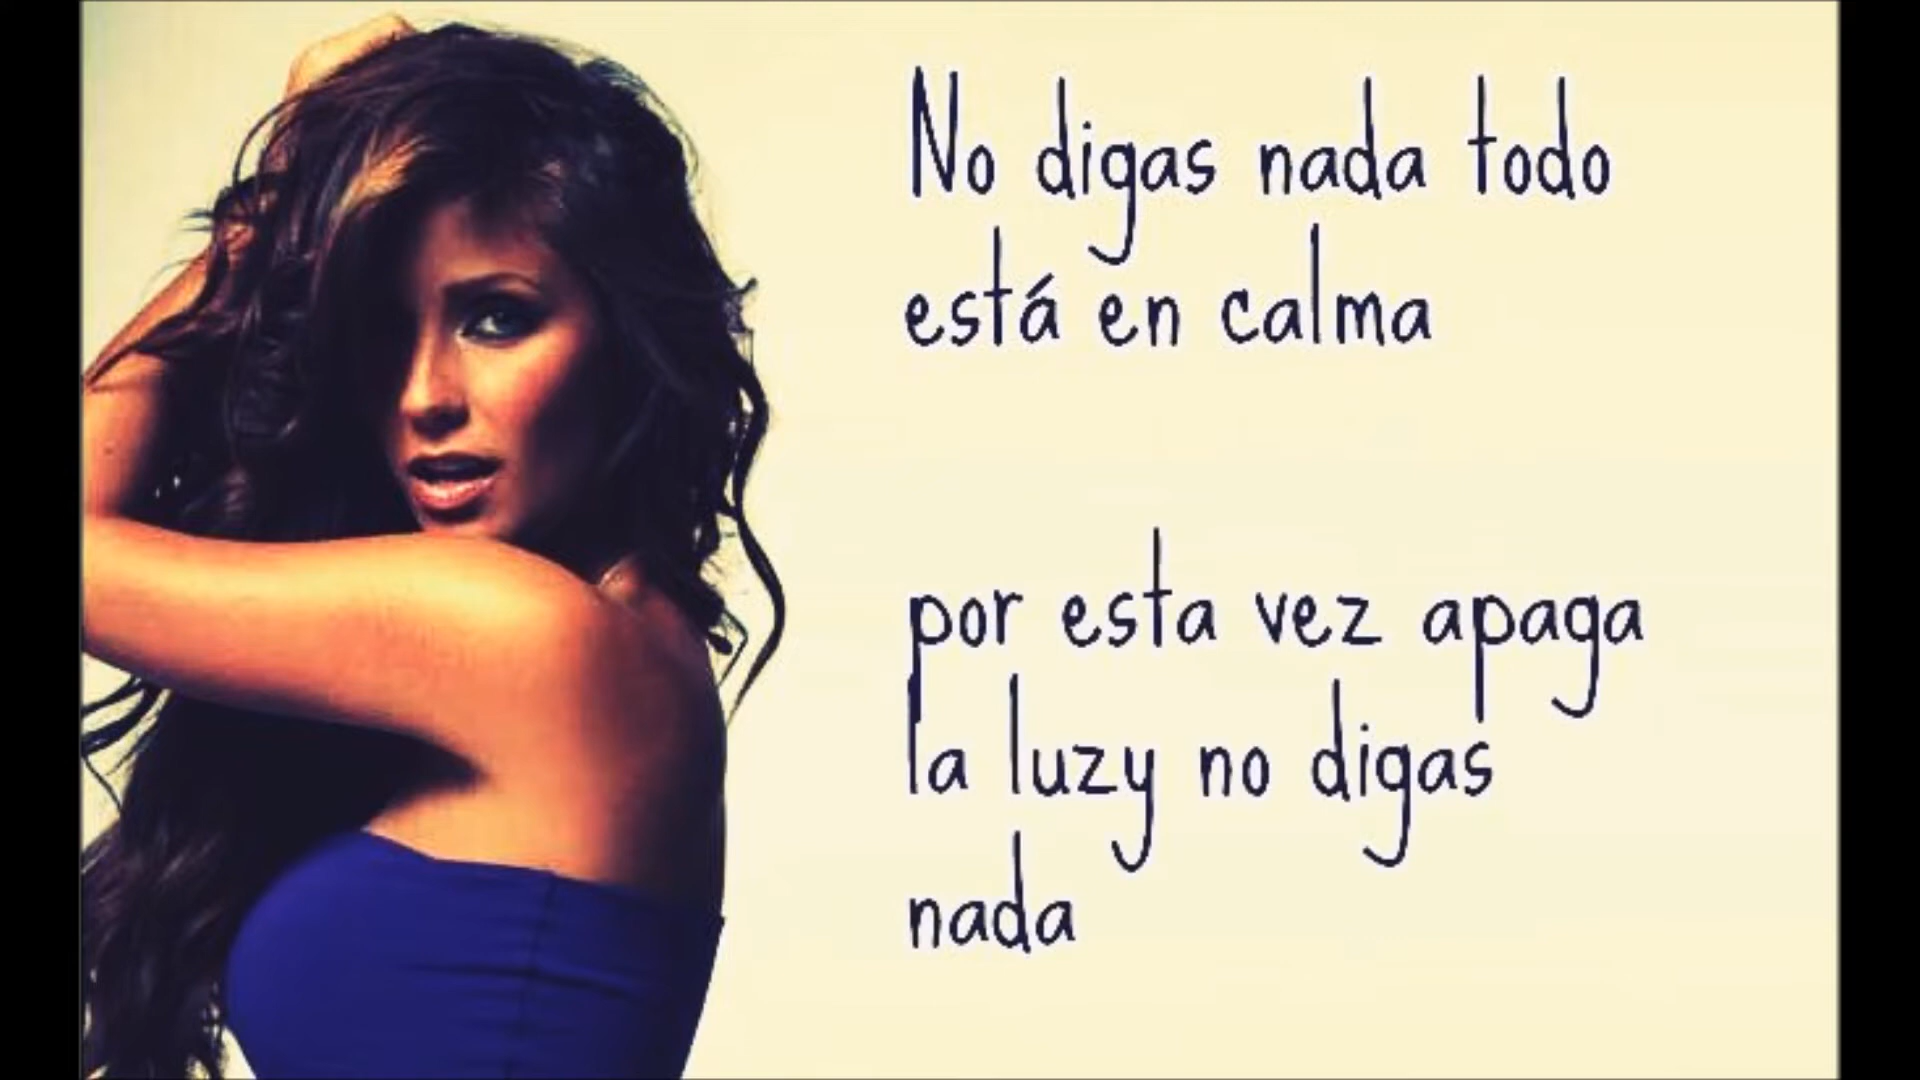 No digas nada todo
está en calma
por esta vez apaga
la luzy no digas
nada